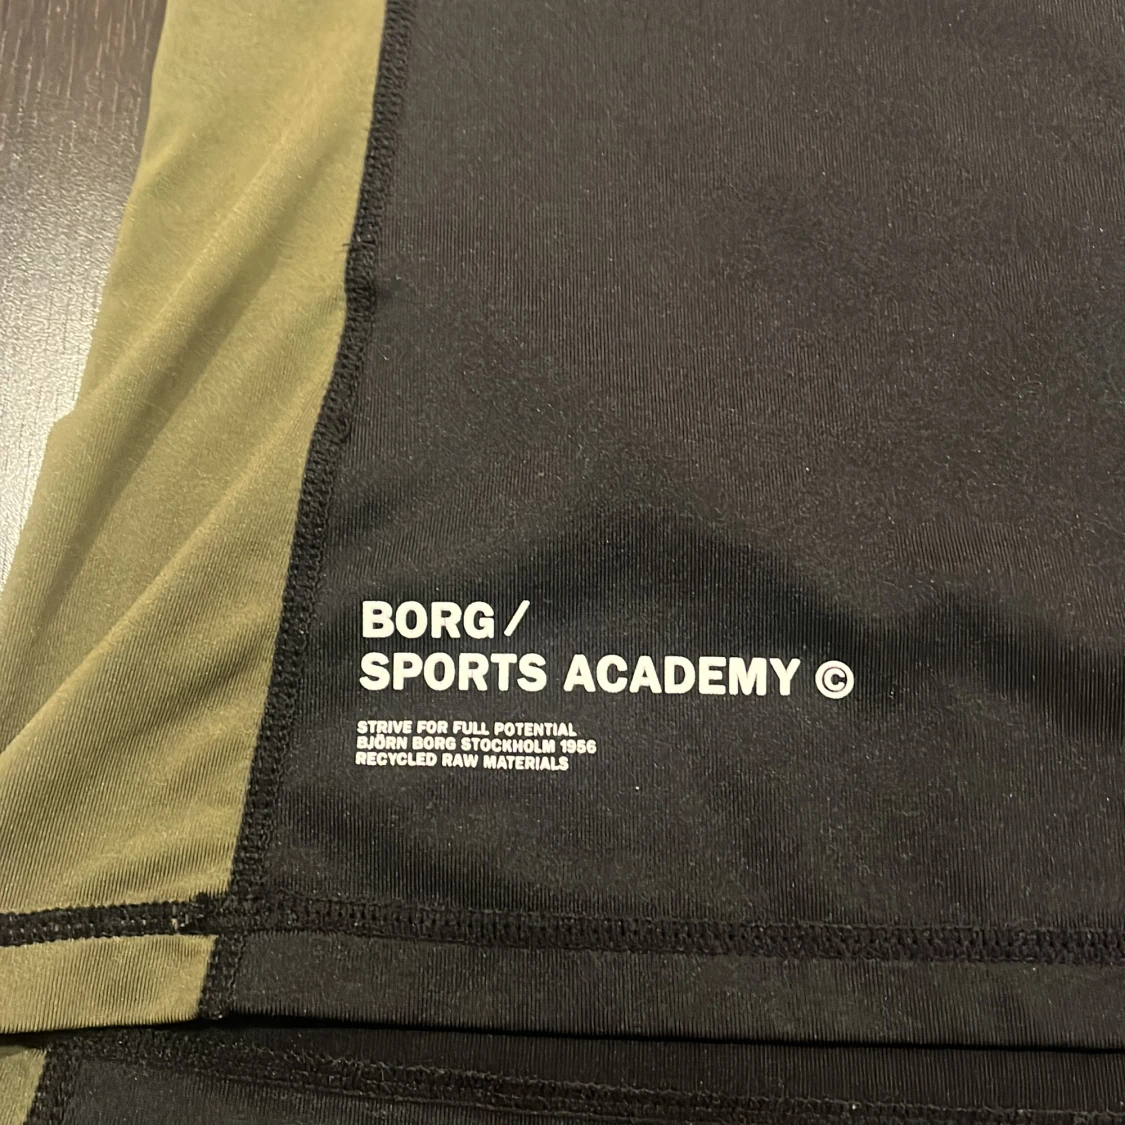 BORG /
SPORTS ACADEMY ©
STRIVE FOR FULL POTENTIAL
BJÖRN BORG STOCKHOLM 1956
RECYCLED RAW MATERIALS